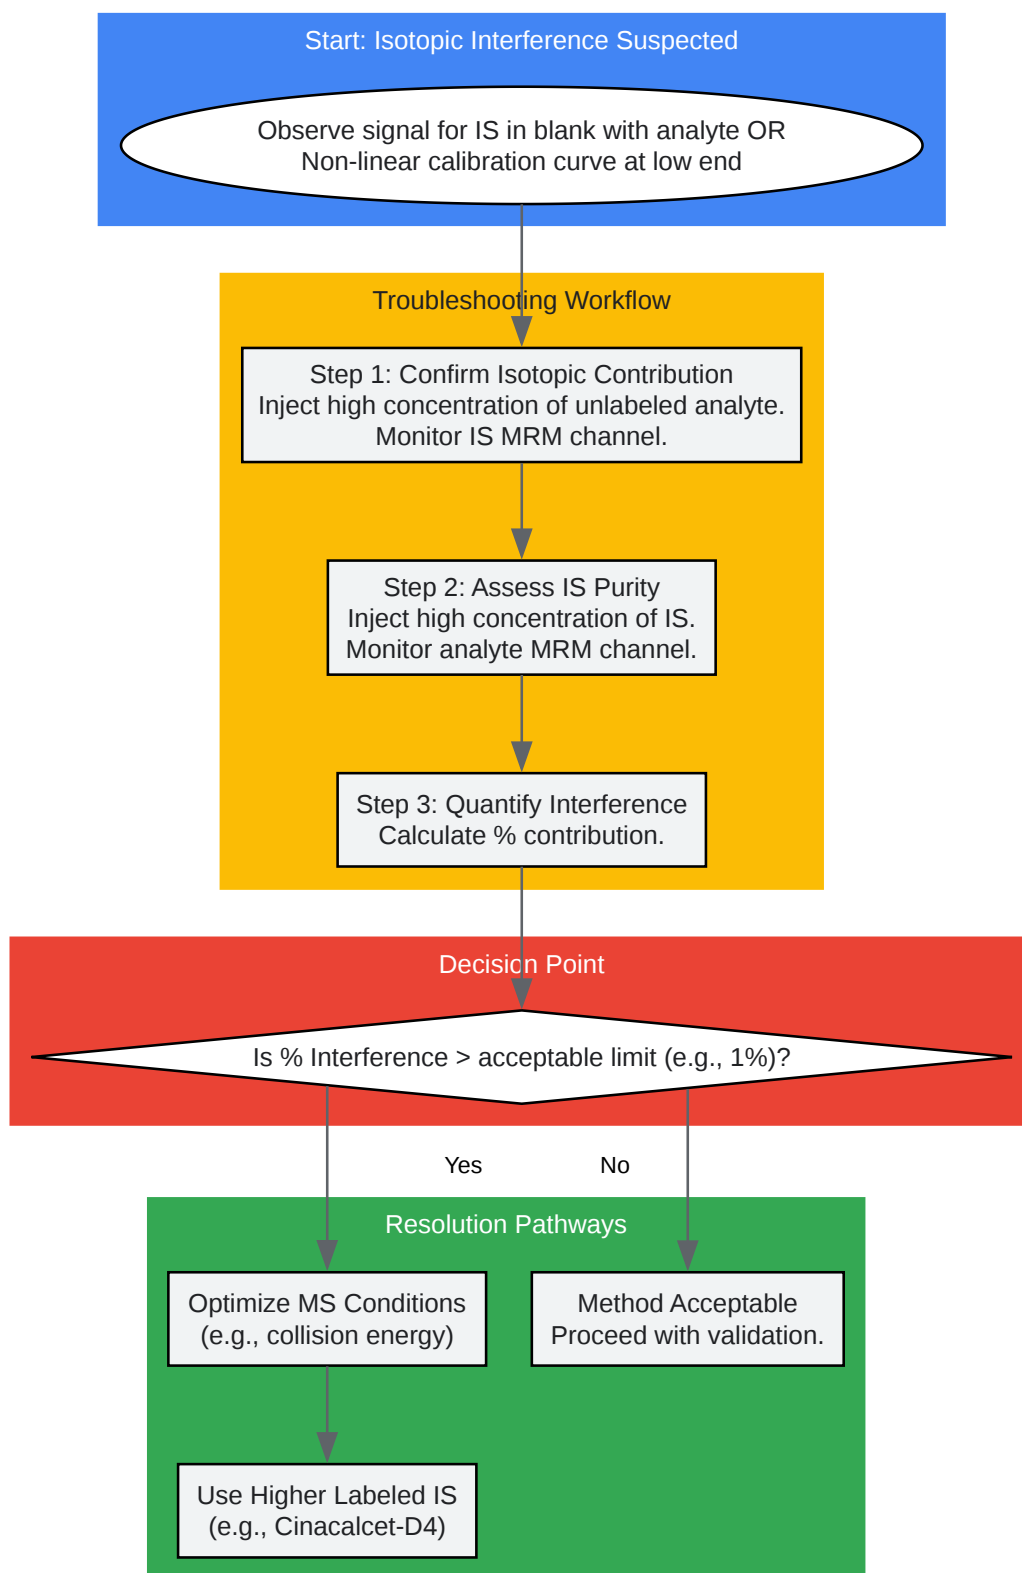 Start: Isotopic Interference Suspected
Observe signal for IS in blank with analyte OR
Non-linear calibration curve at low end
Troubleshooting Workflow
Step 1: Confirm Isotopic Contribution
Inject high concentration of unlabeled analyte.
Monitor IS MRM channel.
Step 2: Assess IS Purity
Inject high concentration of IS.
Monitor analyte MRM channel.
Step 3: Quantify Interference
Calculate % contribution.
Decision Point
Is % Interference > acceptable limit (e.g., 1%)?
Yes
No
Resolution Pathways
Optimize MS Conditions
(e.g., collision energy)
Method Acceptable
Proceed with validation.
Use Higher Labeled IS
(e.g., Cinacalcet-D4)